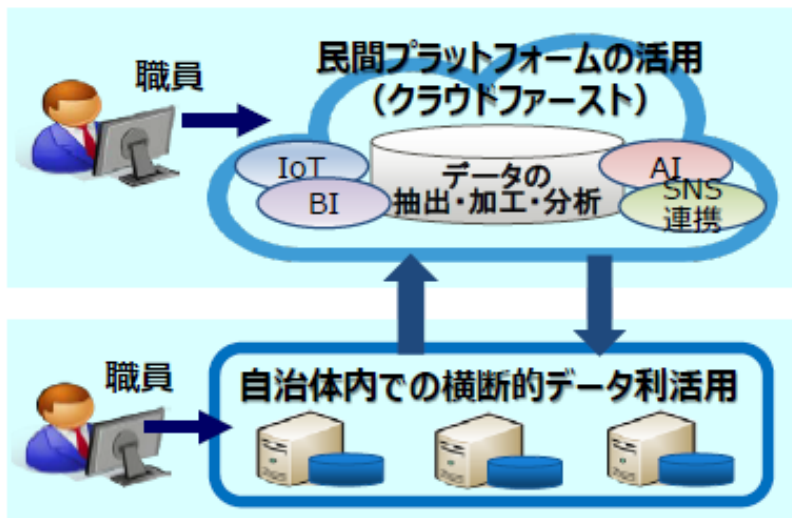 職員
民間プラットフォームの活用
（クラウドファースト）
IoT
BI
データの
抽出・加工・分析
AI
SNS
連携
職員
自治体内での横断的データ利活用